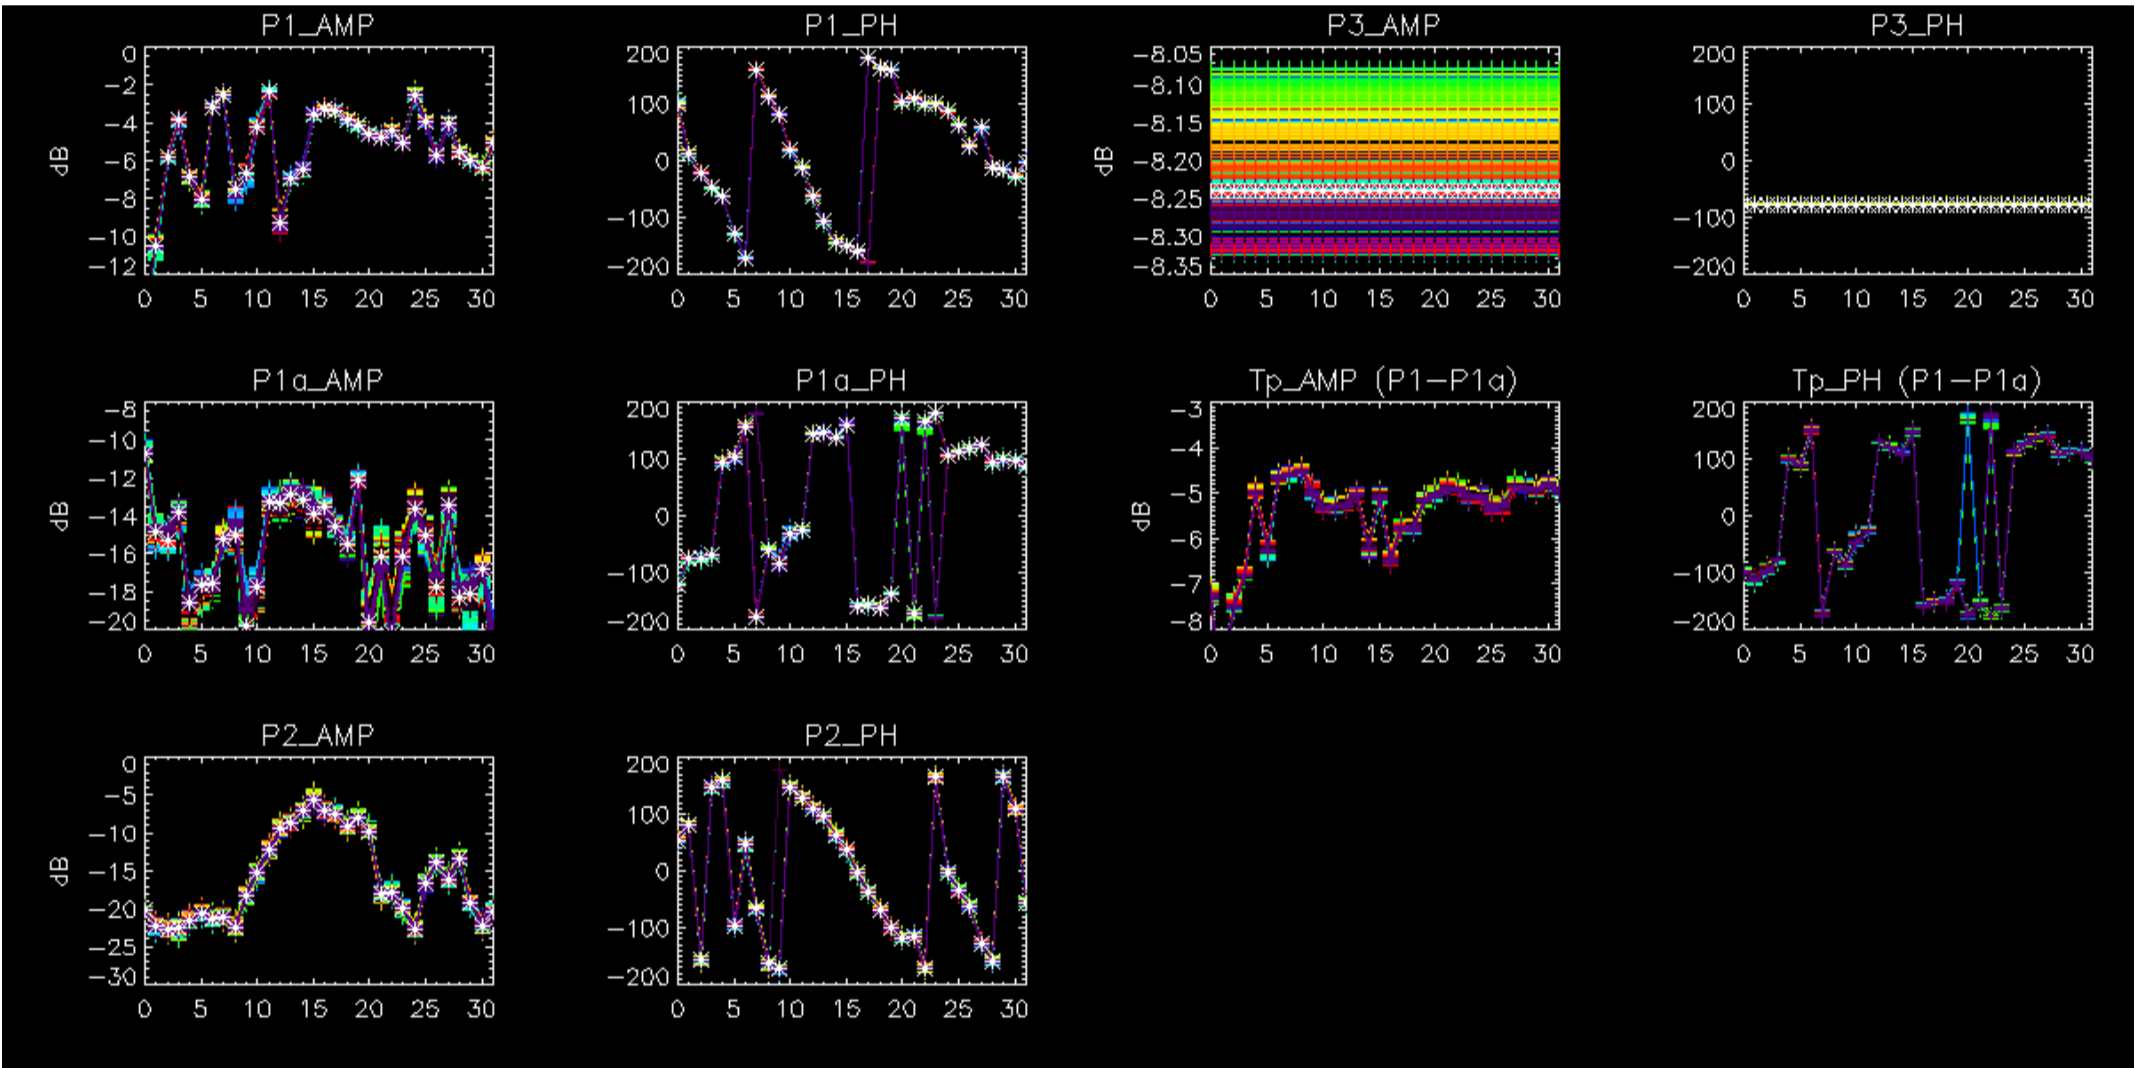 P1_AMP
P1_PH
P3_AMP
P3_PH
0
−2
−4
−6
−8
−10
−12
dB
0 5 10 15 20 25 30
200
100
0
−100
−200
0 5 10 15 20 25 30
−8.05
−8.10
−8.15
−8.20
−8.25
−8.30
−8.35
dB
0 5 10 15 20 25 30
200
100
0
−100
−200
0 5 10 15 20 25 30
P1a_AMP
P1a_PH
Tp_AMP (P1−P1a)
Tp_PH (P1−P1a)
−8
−10
−12
−14
−16
−18
−20
dB
0 5 10 15 20 25 30
200
100
0
−100
−200
0 5 10 15 20 25 30
−3
−4
−5
−6
−7
−8
dB
0 5 10 15 20 25 30
200
100
0
−100
−200
0 5 10 15 20 25 30
P2_AMP
P2_PH
0
−5
−10
−15
−20
−25
−30
dB
0 5 10 15 20 25 30
200
100
0
−100
−200
0 5 10 15 20 25 30